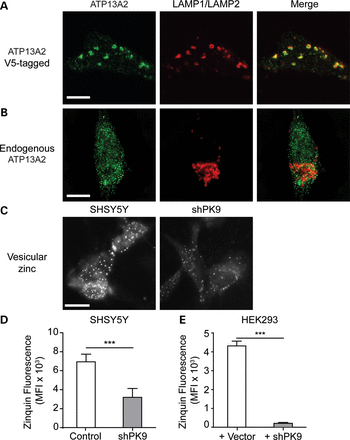 A
ATP13A2 LAMP1/LAMP2 Merge
ATP13A2
V5-tagged
B
Endogenous
ATP13A2
C
SHSY5Y shPK9
Vesicular
zinc
D
SHSY5Y
Zinquin Fluorescence
(MFI x 10³)
10
8
6
4
2
0
***
Control shPK9
E
HEK293
Zinquin Fluorescence
(MFI x 10³)
5
4
3
2
1
0
***
+ Vector + shPK9